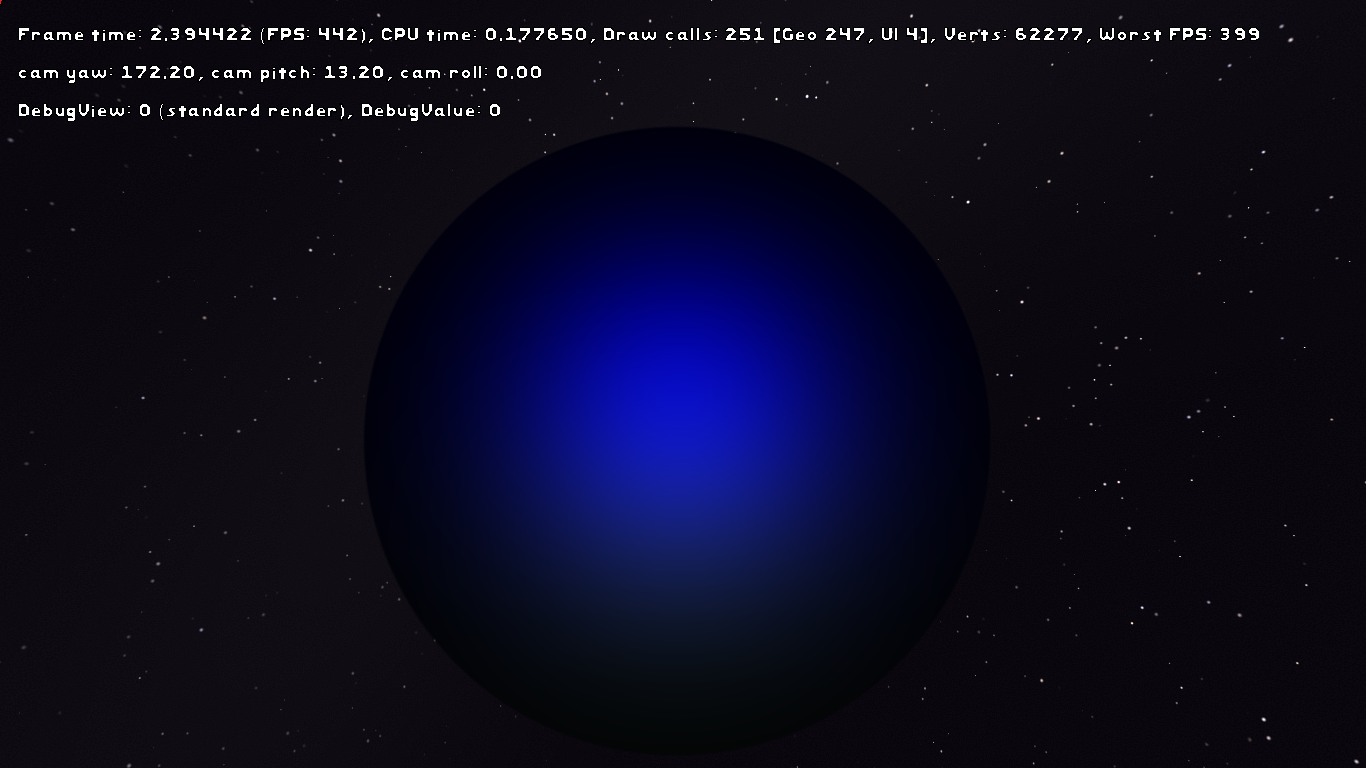 Frame time: 2.394422 (FPS: 442), CPU time: 0.177650, Draw calls: 251 [Geo 247, UI 4], Verts: 62277, Worst FPS: 399
cam yaw: 172.20, cam pitch: 13.20, cam roll: 0.00
DebugView: 0 (standard render), DebugValue: 0